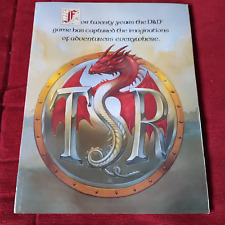 For twenty years the D&D®
game has captured the imaginations
of adventurers everywhere.
TSR